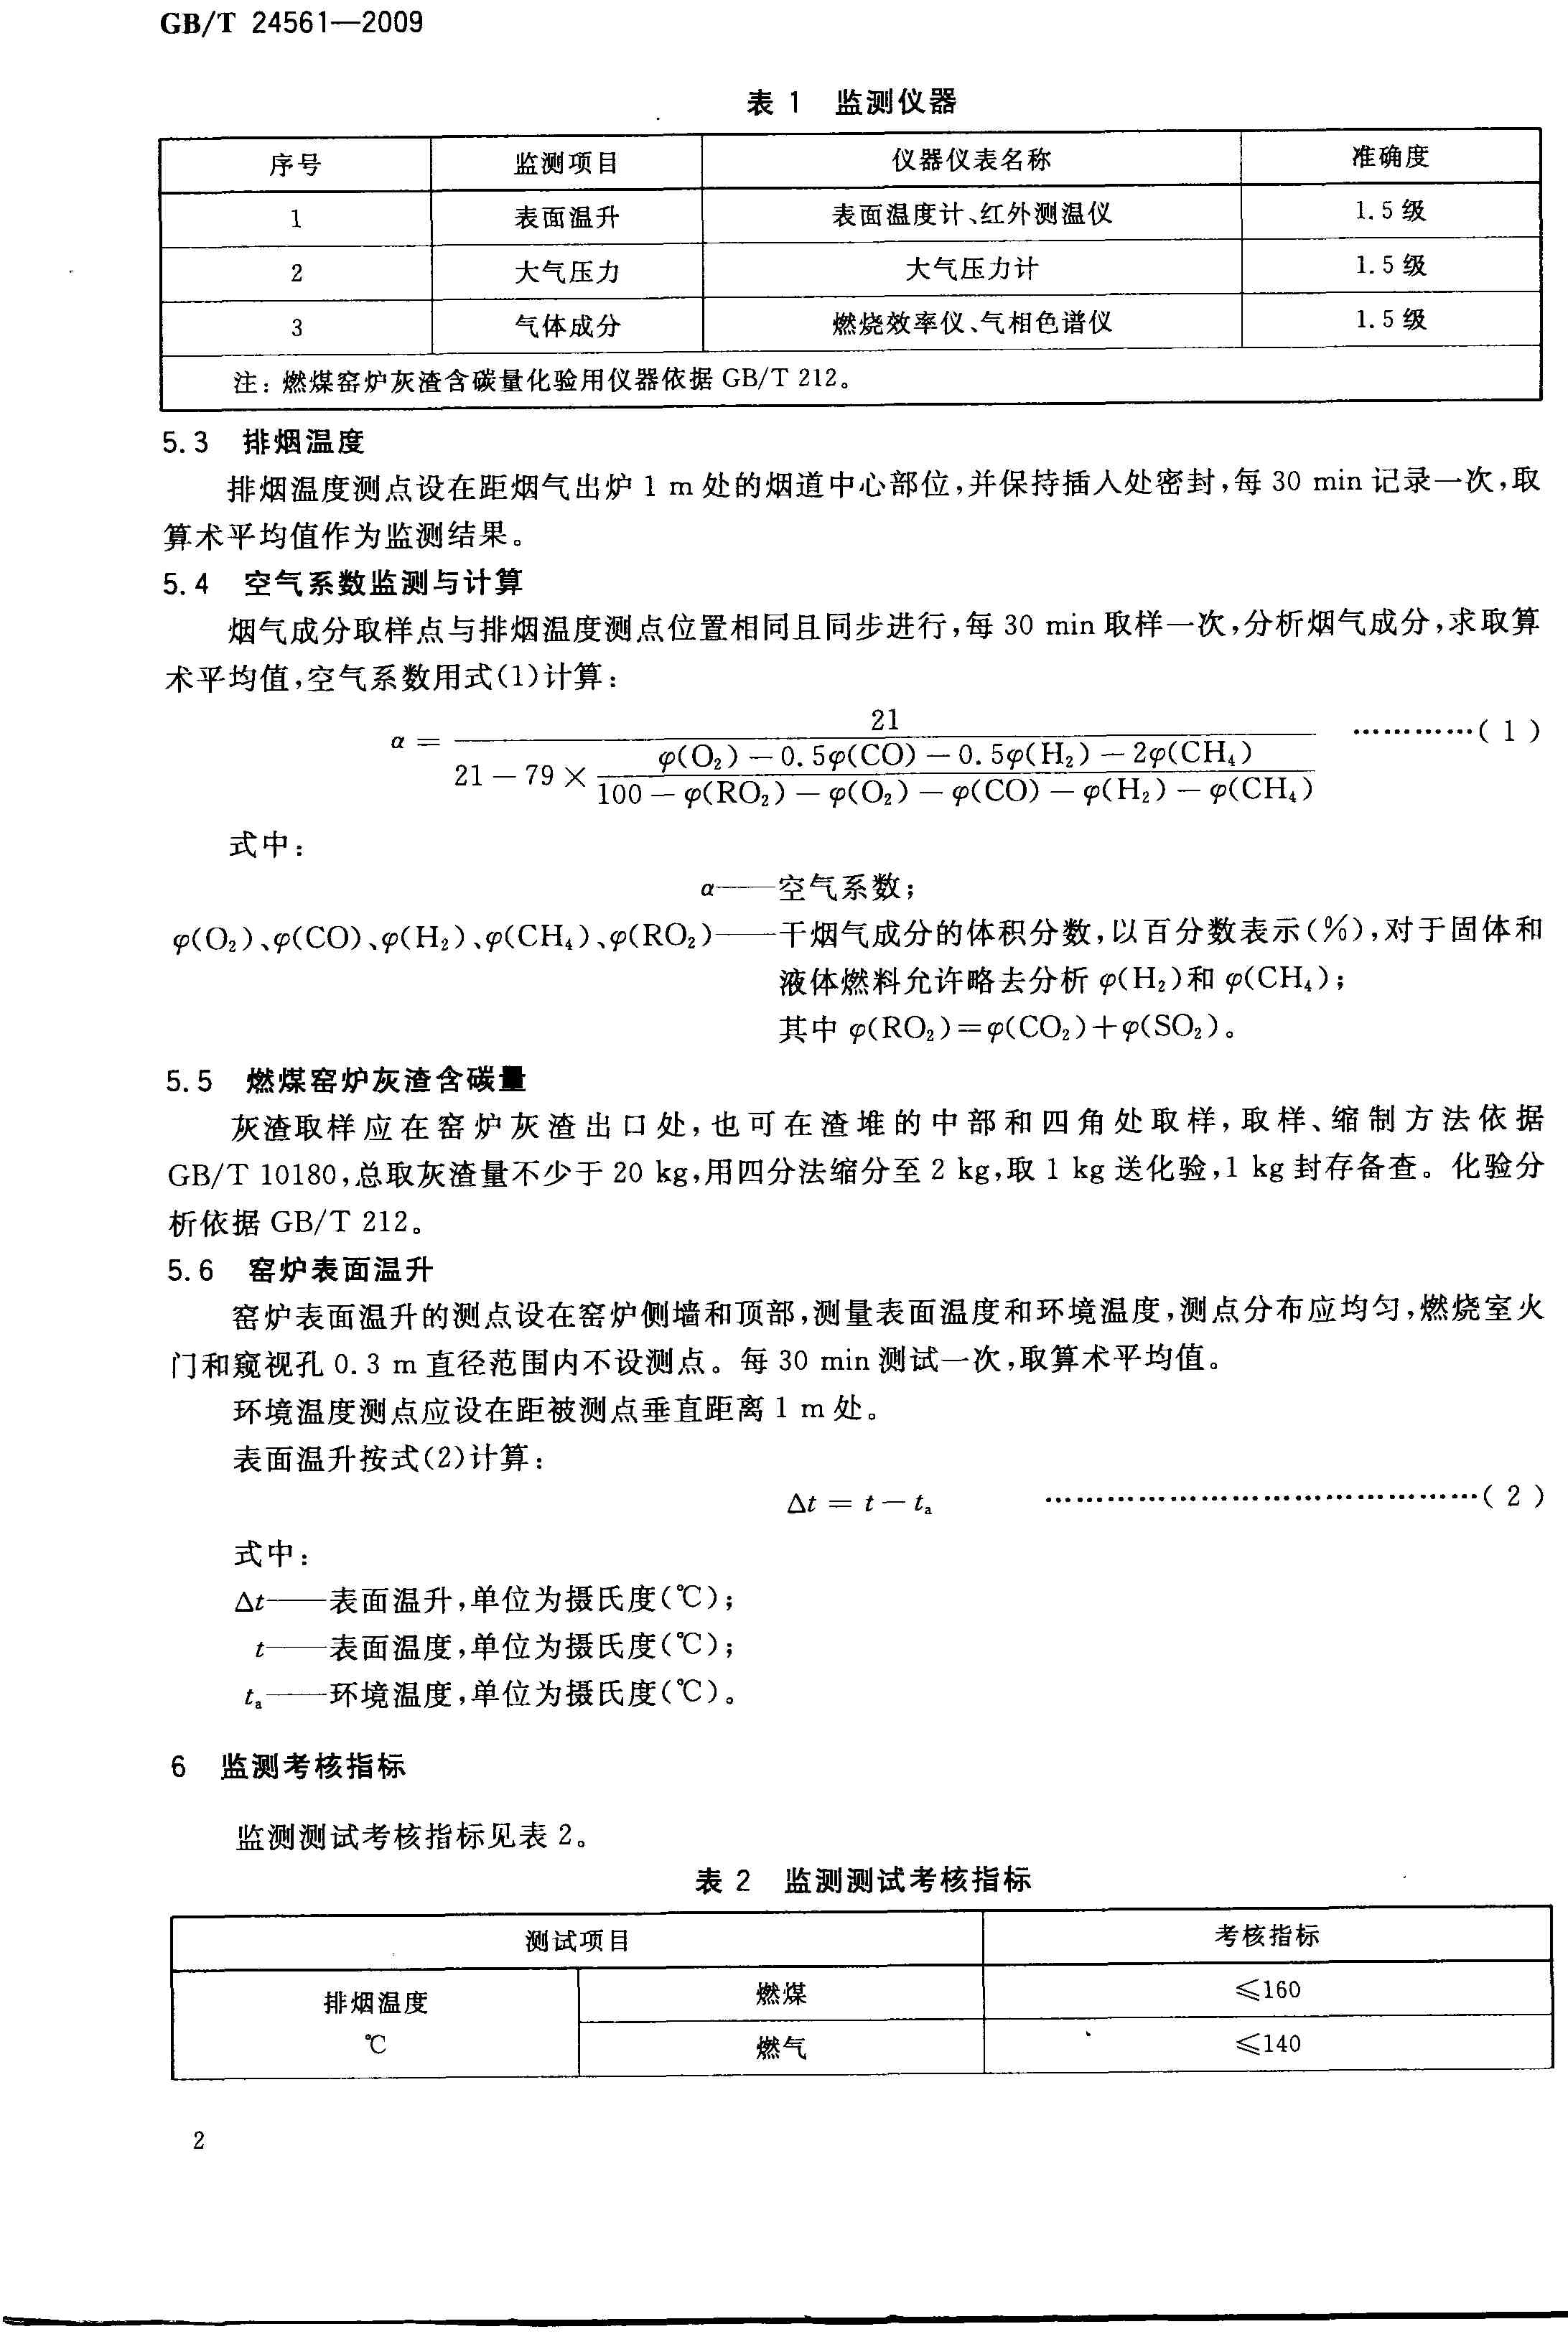 GB/T 24561—2009
表 1 监测仪器
序号 监测项目 仪器仪表名称 准确度
1 表面温升 表面温度计、红外测温仪 1.5 级
2 大气压力 大气压力计 1.5 级
3 气体成分 燃烧效率仪、气相色谱仪 1.5 级
注：燃煤窑炉灰渣含碳量化验用仪器依据 GB/T 212。
5.3 排烟温度
排烟温度测点设在距烟气出炉 1 m 处的烟道中心部位，并保持插入处密封，每 30 min 记录一次，取
算术平均值作为监测结果。
5.4 空气系数监测与计算
烟气成分取样点与排烟温度测点位置相同且同步进行，每 30 min 取样一次，分析烟气成分，求取算
术平均值，空气系数用式(1)计算：
α = 21 / (21 − 79 × (φ(O₂) − 0.5φ(CO) − 0.5φ(H₂) − 2φ(CH₄)) / (100 − φ(RO₂) − φ(O₂) − φ(CO) − φ(H₂) − φ(CH₄))) …………( 1 )
式中：
α——空气系数；
φ(O₂)、φ(CO)、φ(H₂)、φ(CH₄)、φ(RO₂)——干烟气成分的体积分数，以百分数表示(%)，对于固体和
液体燃料允许略去分析 φ(H₂)和 φ(CH₄)；
其中 φ(RO₂)=φ(CO₂)+φ(SO₂)。
5.5 燃煤窑炉灰渣含碳量
灰渣取样应在窑炉灰渣出口处，也可在渣堆的中部和四角处取样，取样、缩制方法依据
GB/T 10180，总取灰渣量不少于 20 kg，用四分法缩分至 2 kg，取 1 kg 送化验，1 kg 封存备查。化验分
析依据 GB/T 212。
5.6 窑炉表面温升
窑炉表面温升的测点设在窑炉侧墙和顶部，测量表面温度和环境温度，测点分布应均匀，燃烧室火
门和窥视孔 0.3 m 直径范围内不设测点。每 30 min 测试一次，取算术平均值。
环境温度测点应设在距被测点垂直距离 1 m 处。
表面温升按式(2)计算：
Δt = t − tₐ ……………………………………( 2 )
式中：
Δt——表面温升，单位为摄氏度(℃)；
t——表面温度，单位为摄氏度(℃)；
tₐ——环境温度，单位为摄氏度(℃)。
6 监测考核指标
监测测试考核指标见表 2。
表 2 监测测试考核指标
测试项目 考核指标
排烟温度 燃煤 ≤160
℃ 燃气 ≤140
2